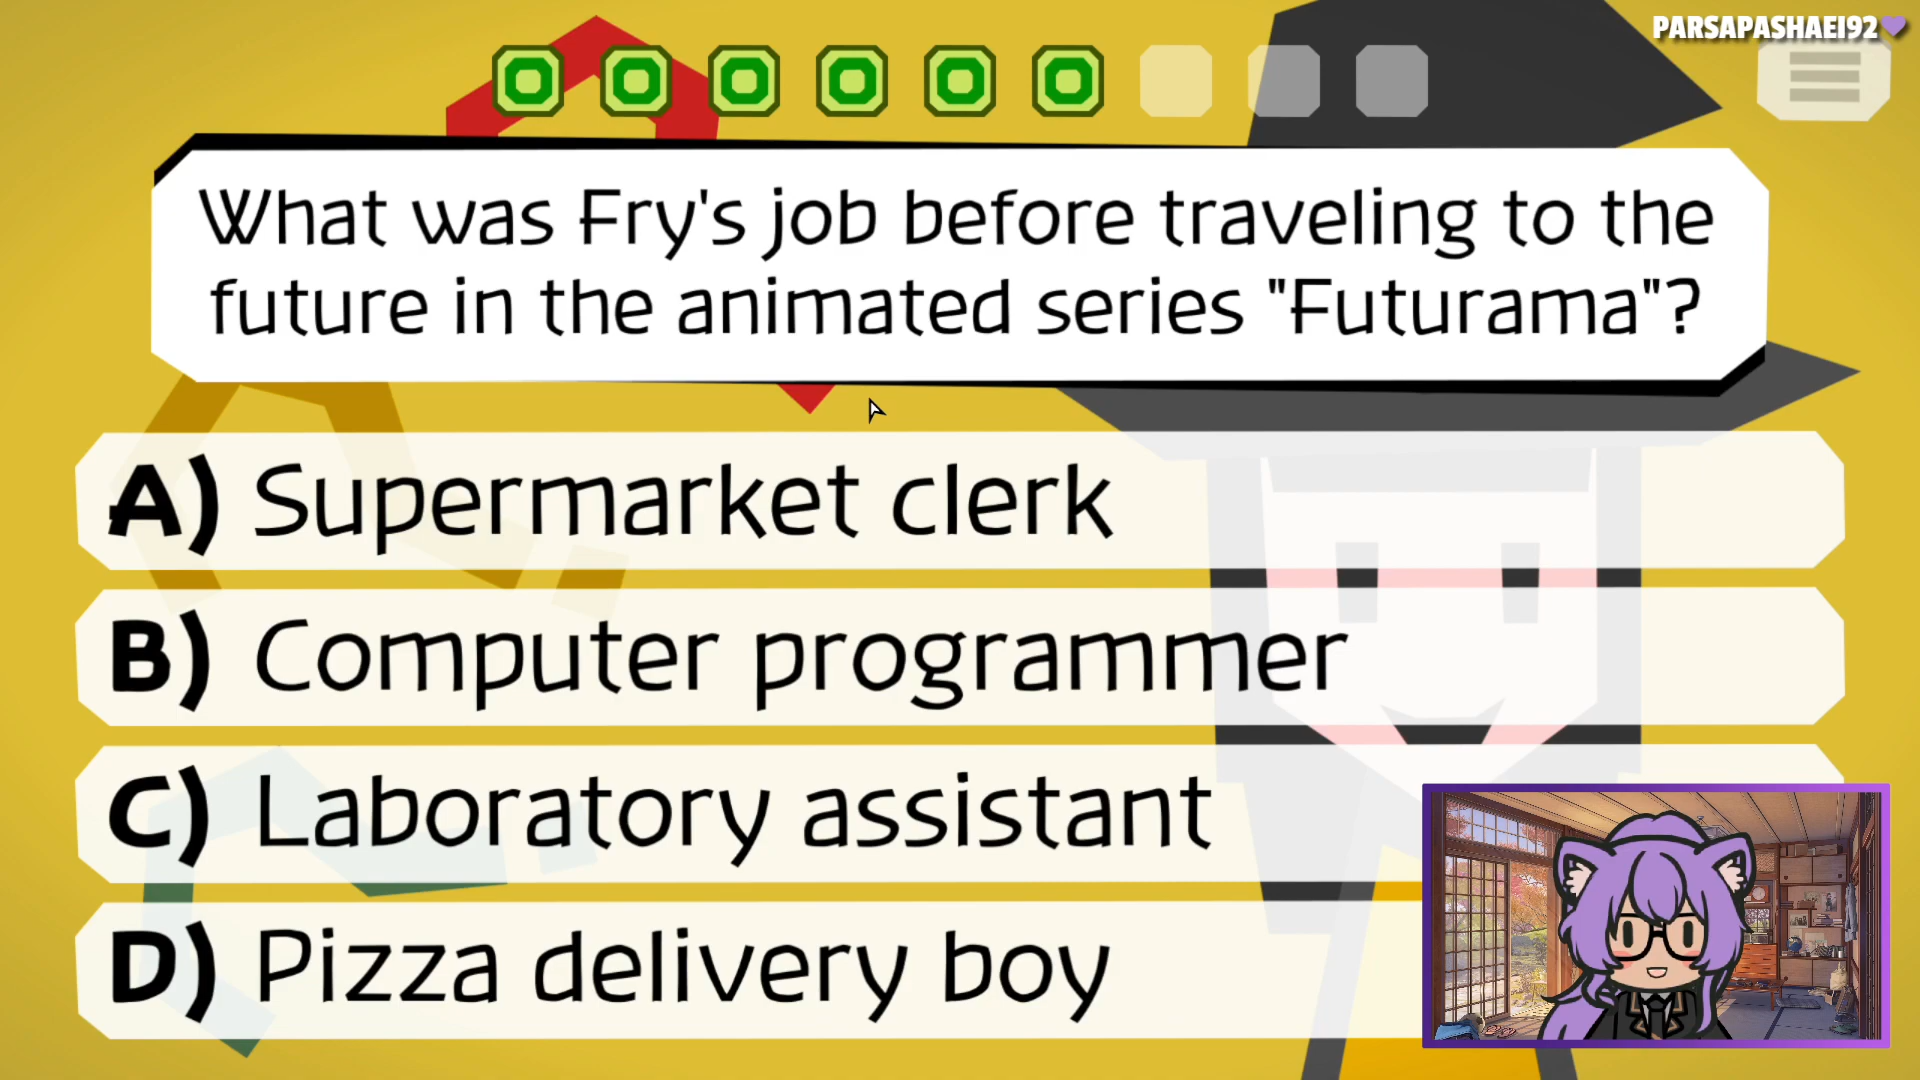 PARSAPASHAEI92
What was Fry's job before traveling to the
future in the animated series "Futurama"?
A) Supermarket clerk
B) Computer programmer
C) Laboratory assistant
D) Pizza delivery boy